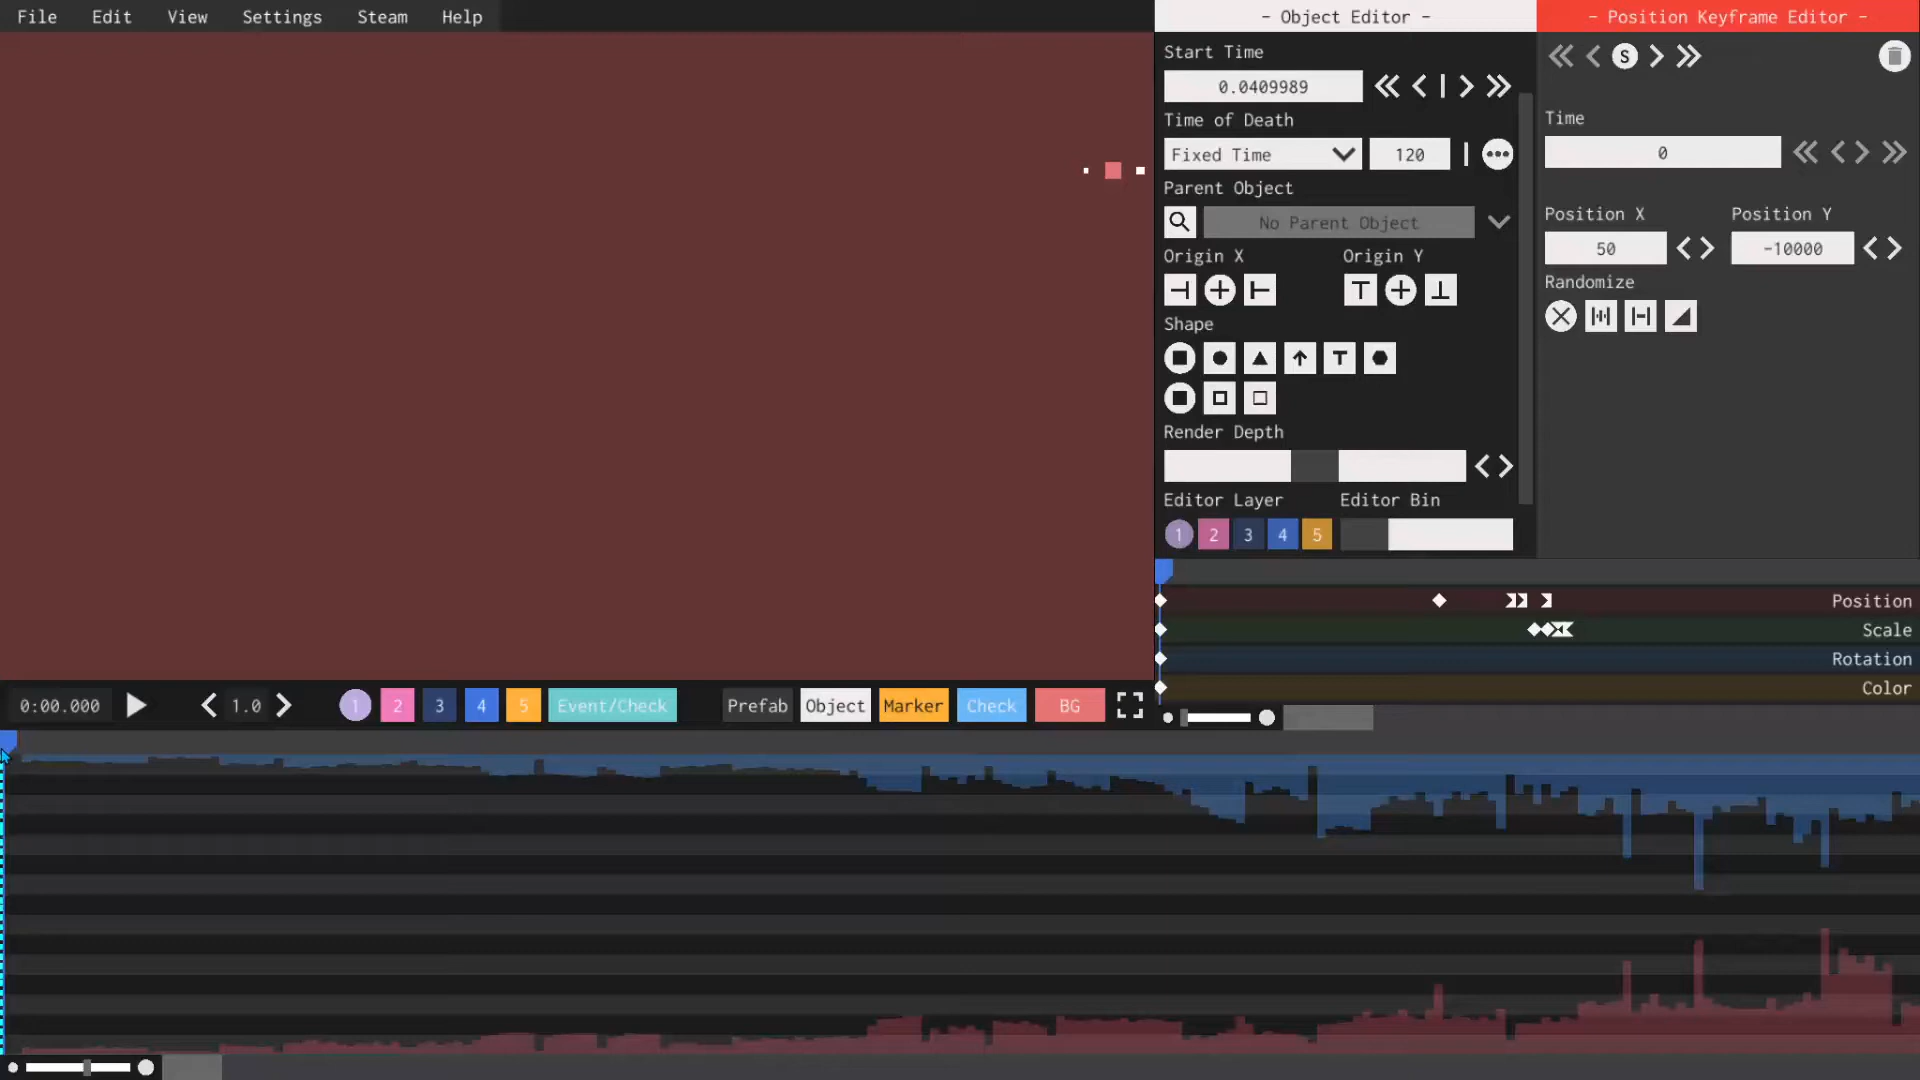 File Edit View Settings Steam Help
- Object Editor -
- Position Keyframe Editor -
Start Time
0.0409989
Time of Death
Fixed Time
120
Parent Object
No Parent Object
Origin X
Origin Y
Shape
Render Depth
Editor Layer
Editor Bin
1 2 3 4 5
S
Time
0
Position X
Position Y
50
-10000
Randomize
Position
Scale
Rotation
Color
0:00.000
1.0
1 2 3 4 5
Event/Check
Prefab
Object
Marker
Check
BG